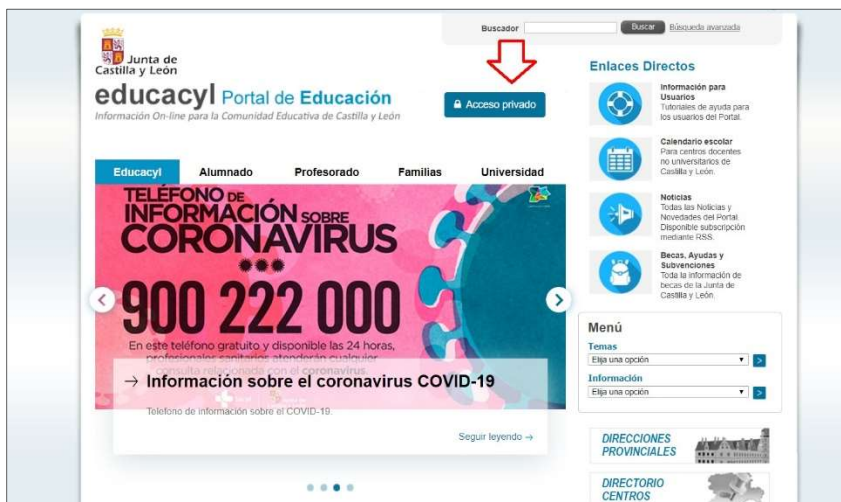 Buscador
Buscar
Búsqueda avanzada
Junta de
Castilla y León
educacyl Portal de Educación
Información On-line para la Comunidad Educativa de Castilla y León
Acceso privado
Educacyl Alumnado Profesorado Familias Universidad
TELÉFONO DE
INFORMACIÓN SOBRE
CORONAVIRUS
900 222 000
En este teléfono gratuito y disponible las 24 horas,
profesionales sanitarios atenderán cualquier
consulta relacionada con el coronavirus.
→ Información sobre el coronavirus COVID-19
Telefono de información sobre el COVID-19.
Seguir leyendo →
Enlaces Directos
Información para
Usuarios
Tutoriales de ayuda para
los usuarios del Portal.
Calendario escolar
Para centros docentes
no universitarios de
Castilla y León.
Noticias
Todas las Noticias y
Novedades del Portal
Disponible subscripción
mediante RSS.
Becas, Ayudas y
Subvenciones
Toda la información de
becas de la Junta de
Castilla y León.
Menú
Temas
Elija una opción
>
Información
Elija una opción
>
DIRECCIONES
PROVINCIALES
DIRECTORIO
CENTROS